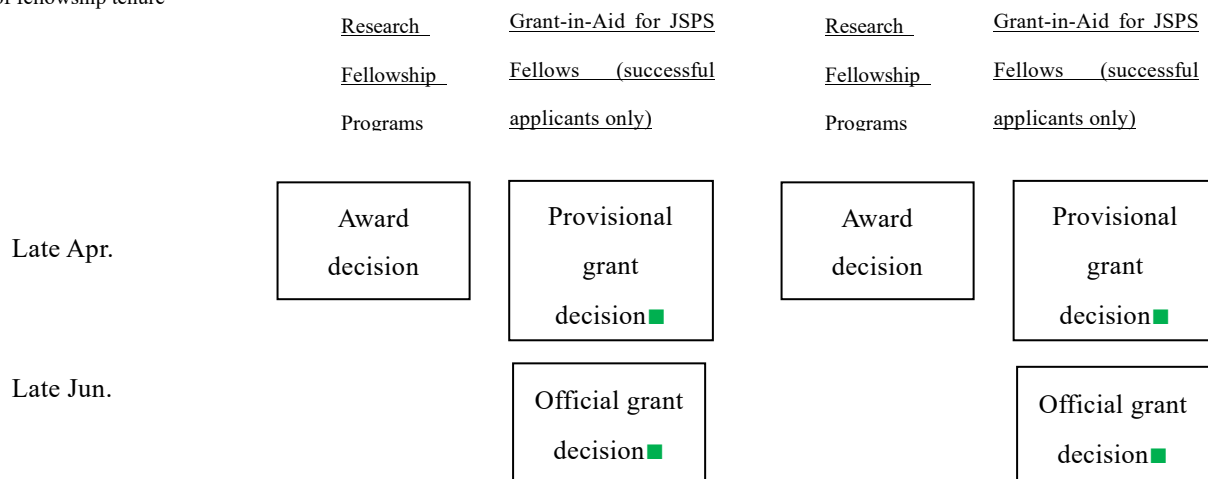 of fellowship tenure
Research
Fellowship
Programs
Grant-in-Aid for JSPS
Fellows (successful
applicants only)
Research
Fellowship
Programs
Grant-in-Aid for JSPS
Fellows (successful
applicants only)
Late Apr.
Award
decision
Provisional
grant
decision■
Award
decision
Provisional
grant
decision■
Late Jun.
Official grant
decision■
Official grant
decision■